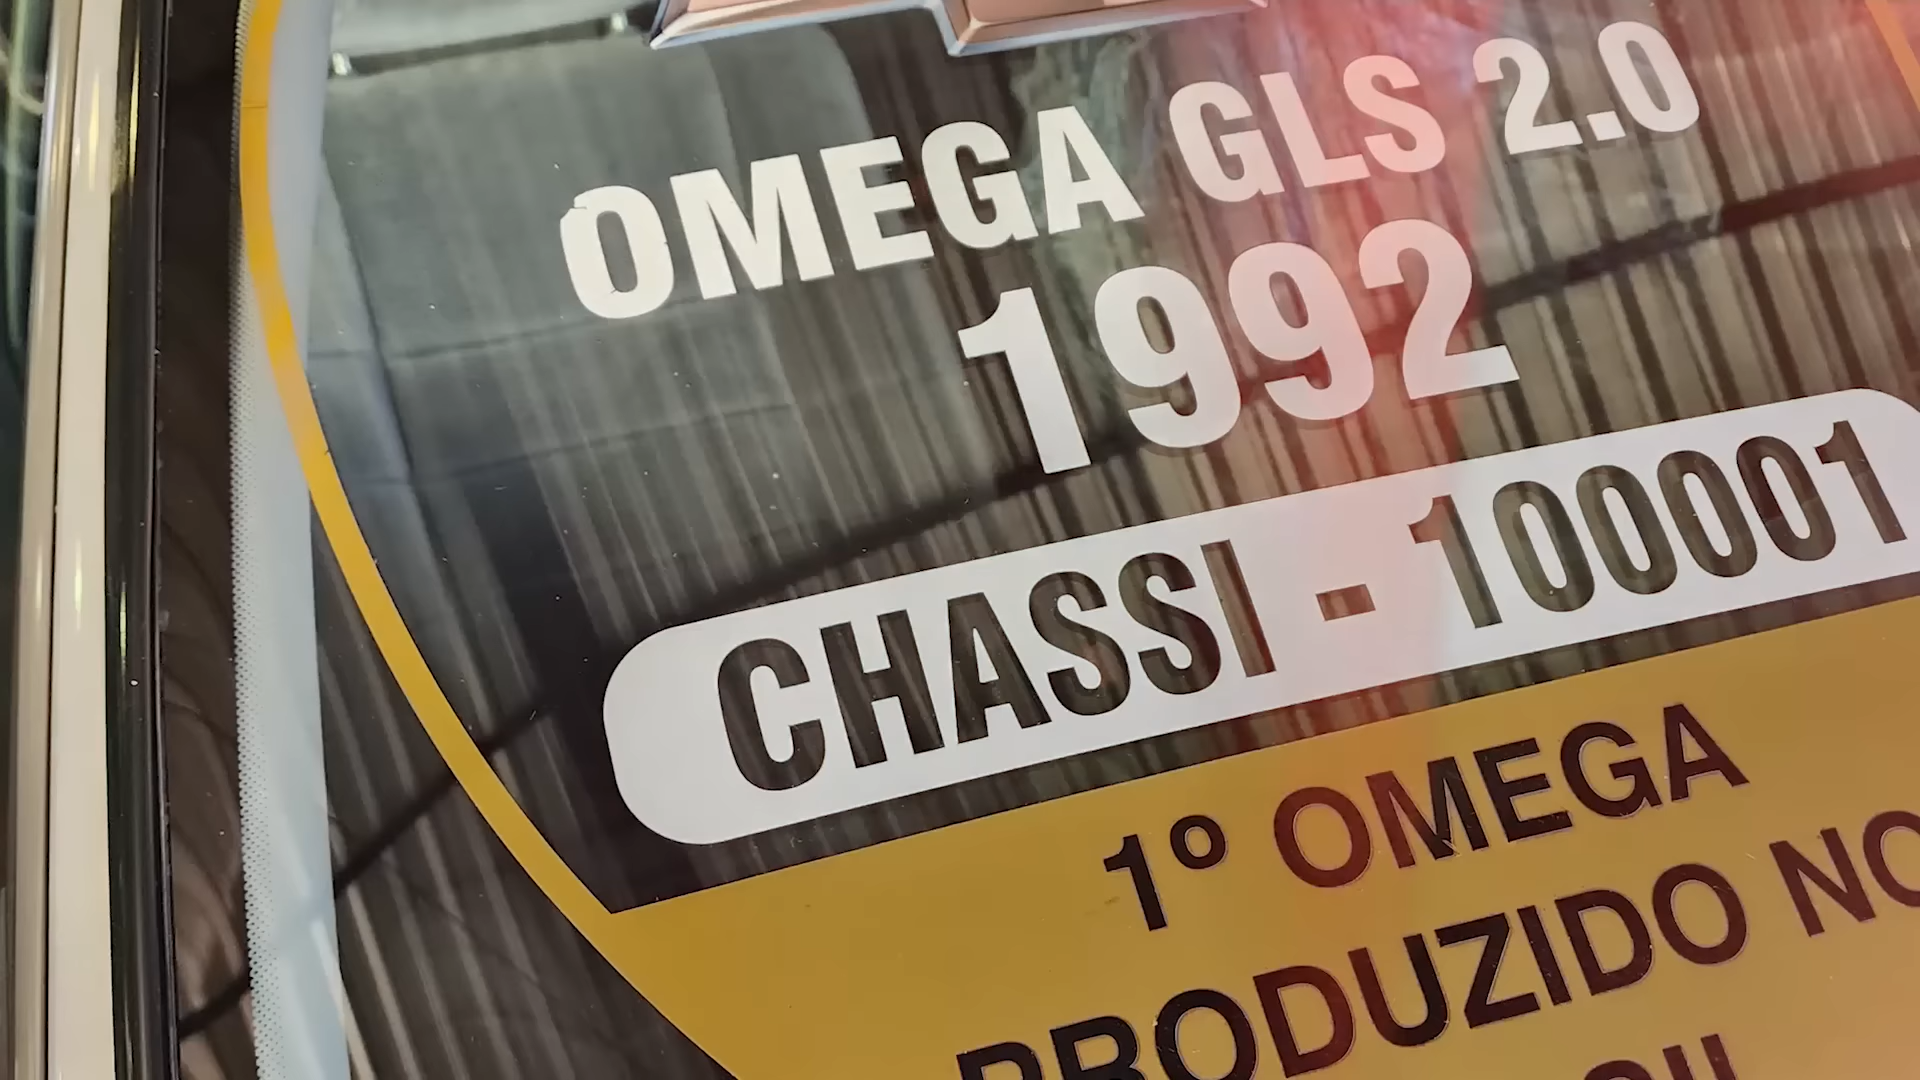 OMEGA GLS 2.0
1992
CHASSI - 100001
1º OMEGA
PRODUZIDO NO